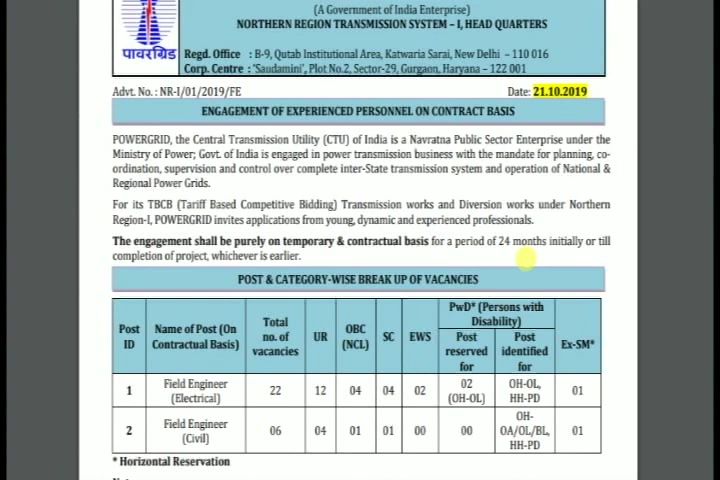 (A Government of India Enterprise)
NORTHERN REGION TRANSMISSION SYSTEM – I, HEAD QUARTERS
पावरग्रिड
Regd. Office : B-9, Qutab Institutional Area, Katwaria Sarai, New Delhi – 110 016
Corp. Centre : 'Saudamini', Plot No.2, Sector-29, Gurgaon, Haryana – 122 001
Advt. No. : NR-I/01/2019/FE Date: 21.10.2019
ENGAGEMENT OF EXPERIENCED PERSONNEL ON CONTRACT BASIS
POWERGRID, the Central Transmission Utility (CTU) of India is a Navratna Public Sector Enterprise under the
Ministry of Power; Govt. of India is engaged in power transmission business with the mandate for planning, co-
ordination, supervision and control over complete inter-State transmission system and operation of National &
Regional Power Grids.
For its TBCB (Tariff Based Competitive Bidding) Transmission works and Diversion works under Northern
Region-I, POWERGRID invites applications from young, dynamic and experienced professionals.
The engagement shall be purely on temporary & contractual basis for a period of 24 months initially or till
completion of project, whichever is earlier.
POST & CATEGORY-WISE BREAK UP OF VACANCIES
Post ID Name of Post (On Contractual Basis) Total no. of vacancies UR OBC (NCL) SC EWS PwD* (Persons with Disability) Post reserved for Post identified for Ex-SM*
1 Field Engineer (Electrical) 22 12 04 04 02 02 (OH-OL) OH-OL, HH-PD 01
2 Field Engineer (Civil) 06 04 01 01 00 00 OH-OA/OL/BL, HH-PD 01
* Horizontal Reservation